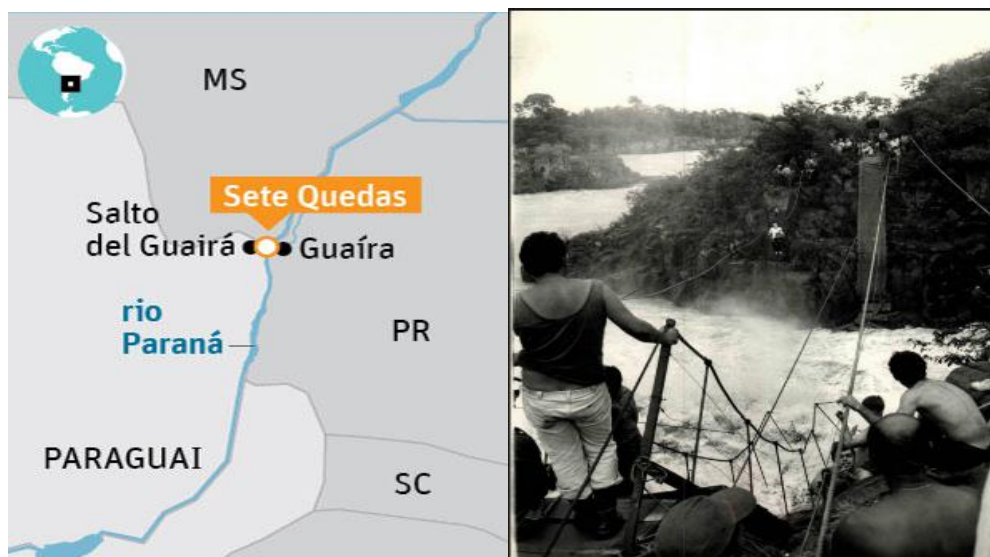 MS
Sete Quedas
Salto
del Guairá
Guaíra
rio
Paraná
PR
PARAGUAI
SC